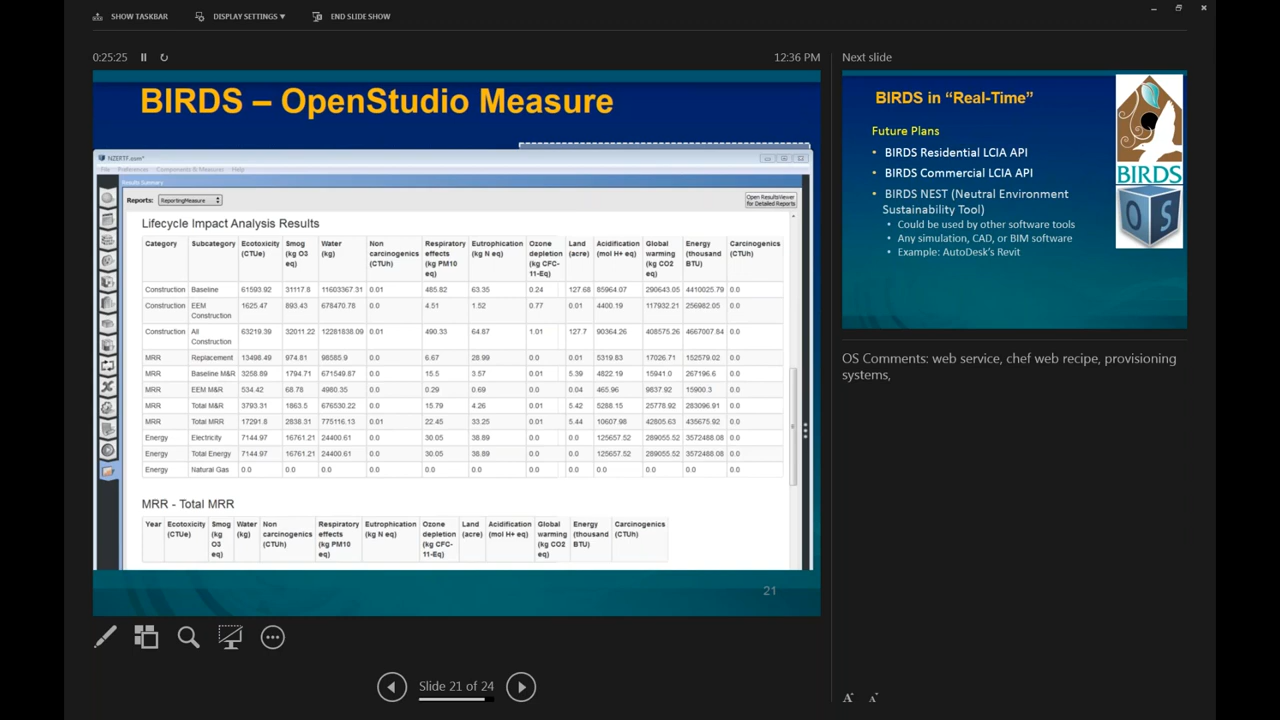 SHOW TASKBAR DISPLAY SETTINGS ▼ END SLIDE SHOW
0:25:25 12:36 PM
BIRDS – OpenStudio Measure
NZERTF.osm*
File Preferences Components & Measures Help
Results Summary
Reports: ReportingMeasure Open ResultsViewer
for Detailed Reports
Lifecycle Impact Analysis Results
Category Subcategory Ecotoxicity (CTUe) Smog (kg O3 eq) Water (kg) Non carcinogenics (CTUh) Respiratory effects (kg PM10 eq) Eutrophication (kg N eq) Ozone depletion (kg CFC-11-Eq) Land (acre) Acidification (mol H+ eq) Global warming (kg CO2 eq) Energy (thousand BTU) Carcinogenics (CTUh)
Construction Baseline 61593.92 31117.8 11603367.31 0.01 485.82 63.35 0.24 127.68 85964.07 290643.05 4410025.79 0.0
Construction EEM Construction 1625.47 893.43 678470.78 0.0 4.51 1.52 0.77 0.01 4400.19 117932.21 256982.05 0.0
Construction All Construction 63219.39 32011.22 12281838.09 0.01 490.33 64.87 1.01 127.7 90364.26 408575.26 4667007.84 0.0
MRR Replacement 13498.49 974.81 98585.9 0.0 6.67 28.99 0.0 0.01 5319.83 17026.71 152579.02 0.0
MRR Baseline M&R 3258.89 1794.71 671549.87 0.0 15.5 3.57 0.01 5.39 4822.19 15941.0 267196.6 0.0
MRR EEM M&R 534.42 68.78 4980.35 0.0 0.29 0.69 0.0 0.04 465.96 9837.92 15900.3 0.0
MRR Total M&R 3793.31 1863.5 676530.22 0.0 15.79 4.26 0.01 5.42 5288.15 25778.92 283096.91 0.0
MRR Total MRR 17291.8 2838.31 775116.13 0.01 22.45 33.25 0.01 5.44 10607.98 42805.63 435675.92 0.0
Energy Electricity 7144.97 16761.21 24400.61 0.0 30.05 38.89 0.0 0.0 125657.52 289055.52 3572488.08 0.0
Energy Total Energy 7144.97 16761.21 24400.61 0.0 30.05 38.89 0.0 0.0 125657.52 289055.52 3572488.08 0.0
Energy Natural Gas 0.0 0.0 0.0 0.0 0.0 0.0 0.0 0.0 0.0 0.0 0.0 0.0
MRR - Total MRR
Year Ecotoxicity (CTUe) Smog (kg O3 eq) Water (kg) Non carcinogenics (CTUh) Respiratory effects (kg PM10 eq) Eutrophication (kg N eq) Ozone depletion (kg CFC-11-Eq) Land (acre) Acidification (mol H+ eq) Global warming (kg CO2 eq) Energy (thousand BTU) Carcinogenics (CTUh)
21
Slide 21 of 24
Next slide
BIRDS in “Real-Time”
Future Plans
• BIRDS Residential LCIA API
• BIRDS Commercial LCIA API
• BIRDS NEST (Neutral Environment
Sustainability Tool)
• Could be used by other software tools
• Any simulation, CAD, or BIM software
• Example: AutoDesk's Revit
BIRDS
OS
OS Comments: web service, chef web recipe, provisioning
systems,
A A